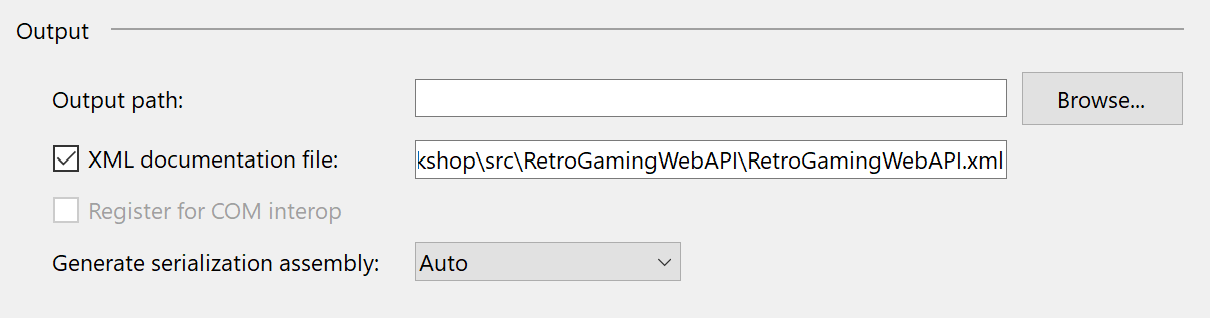 Output
Output path:
Browse...
XML documentation file:
kshop\src\RetroGamingWebAPI\RetroGamingWebAPI.xml
Register for COM interop
Generate serialization assembly:
Auto